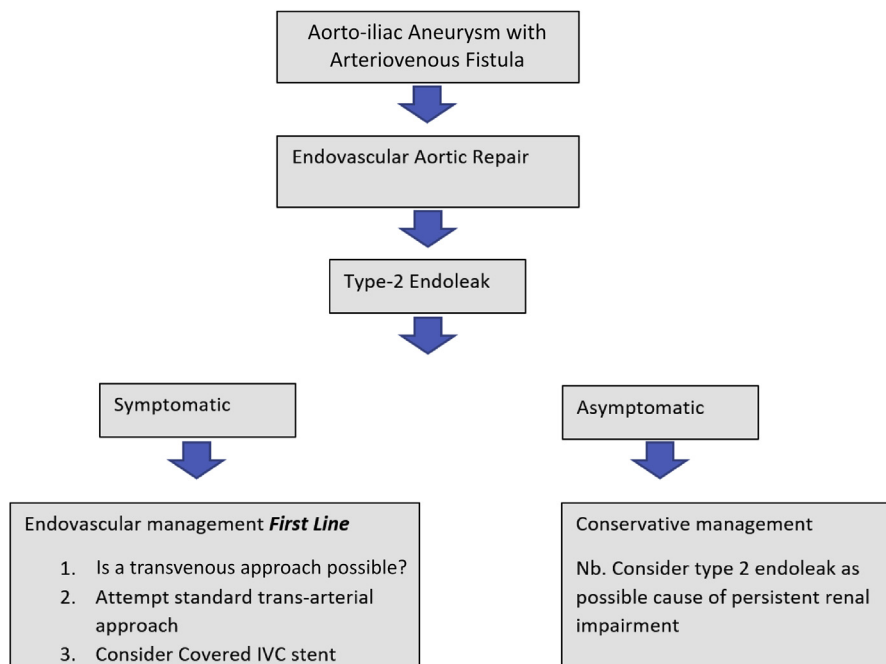 Aorto-iliac Aneurysm with
Arteriovenous Fistula
Endovascular Aortic Repair
Type-2 Endoleak
Symptomatic
Asymptomatic
Endovascular management First Line
1. Is a transvenous approach possible?
2. Attempt standard trans-arterial
approach
3. Consider Covered IVC stent
Conservative management
Nb. Consider type 2 endoleak as
possible cause of persistent renal
impairment